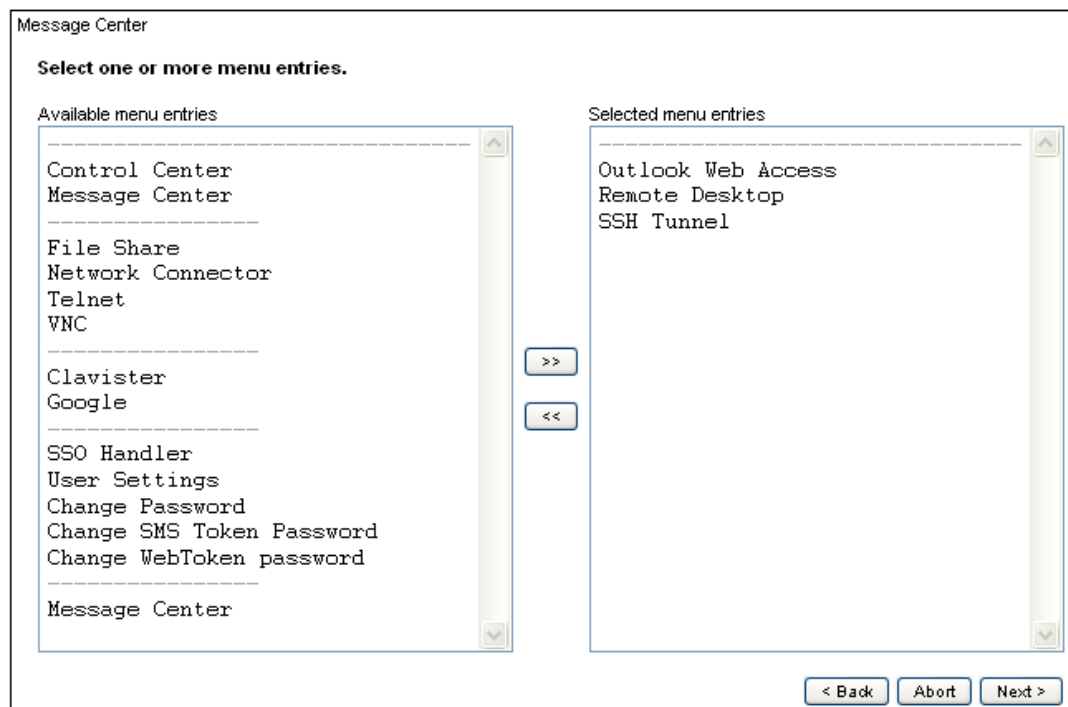 Message Center
Select one or more menu entries.
Available menu entries
--------------------------------
Control Center
Message Center
----------------
File Share
Network Connector
Telnet
VNC
----------------
Clavister
Google
----------------
SSO Handler
User Settings
Change Password
Change SMS Token Password
Change WebToken password
----------------
Message Center
>>
<<
Selected menu entries
--------------------------------
Outlook Web Access
Remote Desktop
SSH Tunnel
< Back Abort Next >